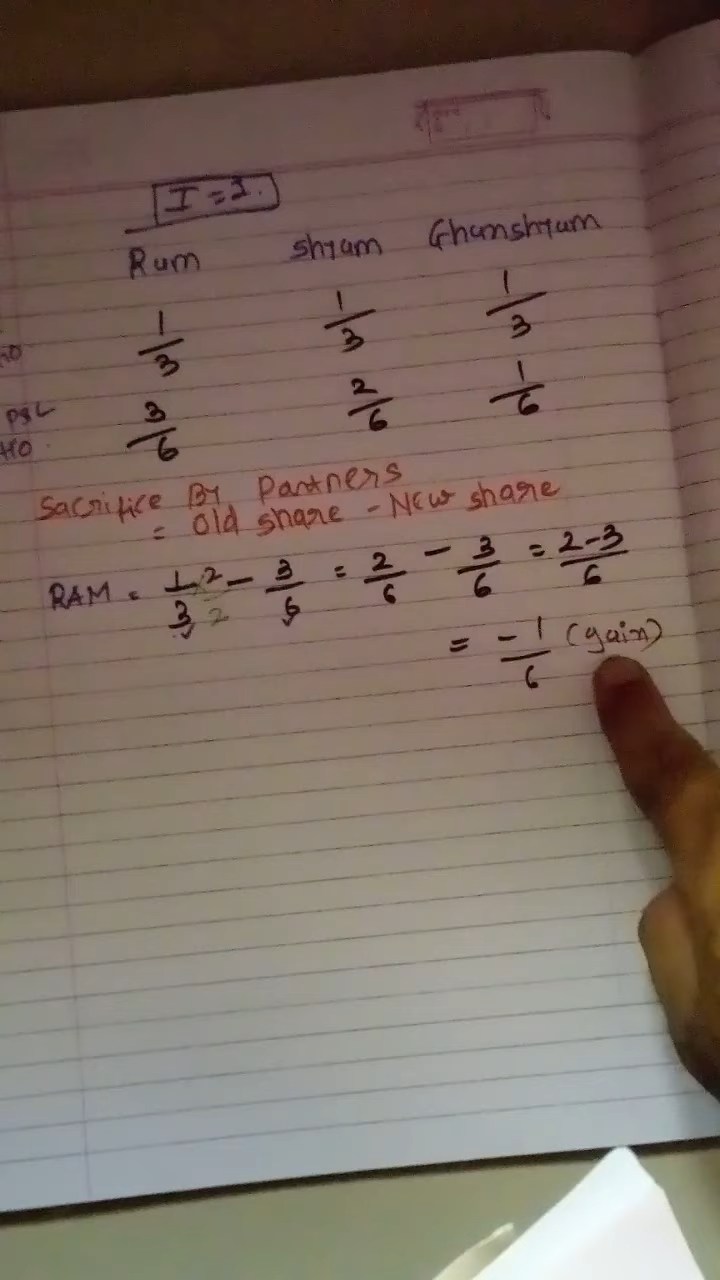 I = 3.
Ram Shyam Ghanshyam
1/3 1/3 1/3
P&L 3/6 2/6 1/6
Sacrifice By Partners
= Old share - New share
RAM = 1/3 × 2/2 - 3/6 = 2/6 - 3/6 = 2-3/6
= -1/6 (gain)